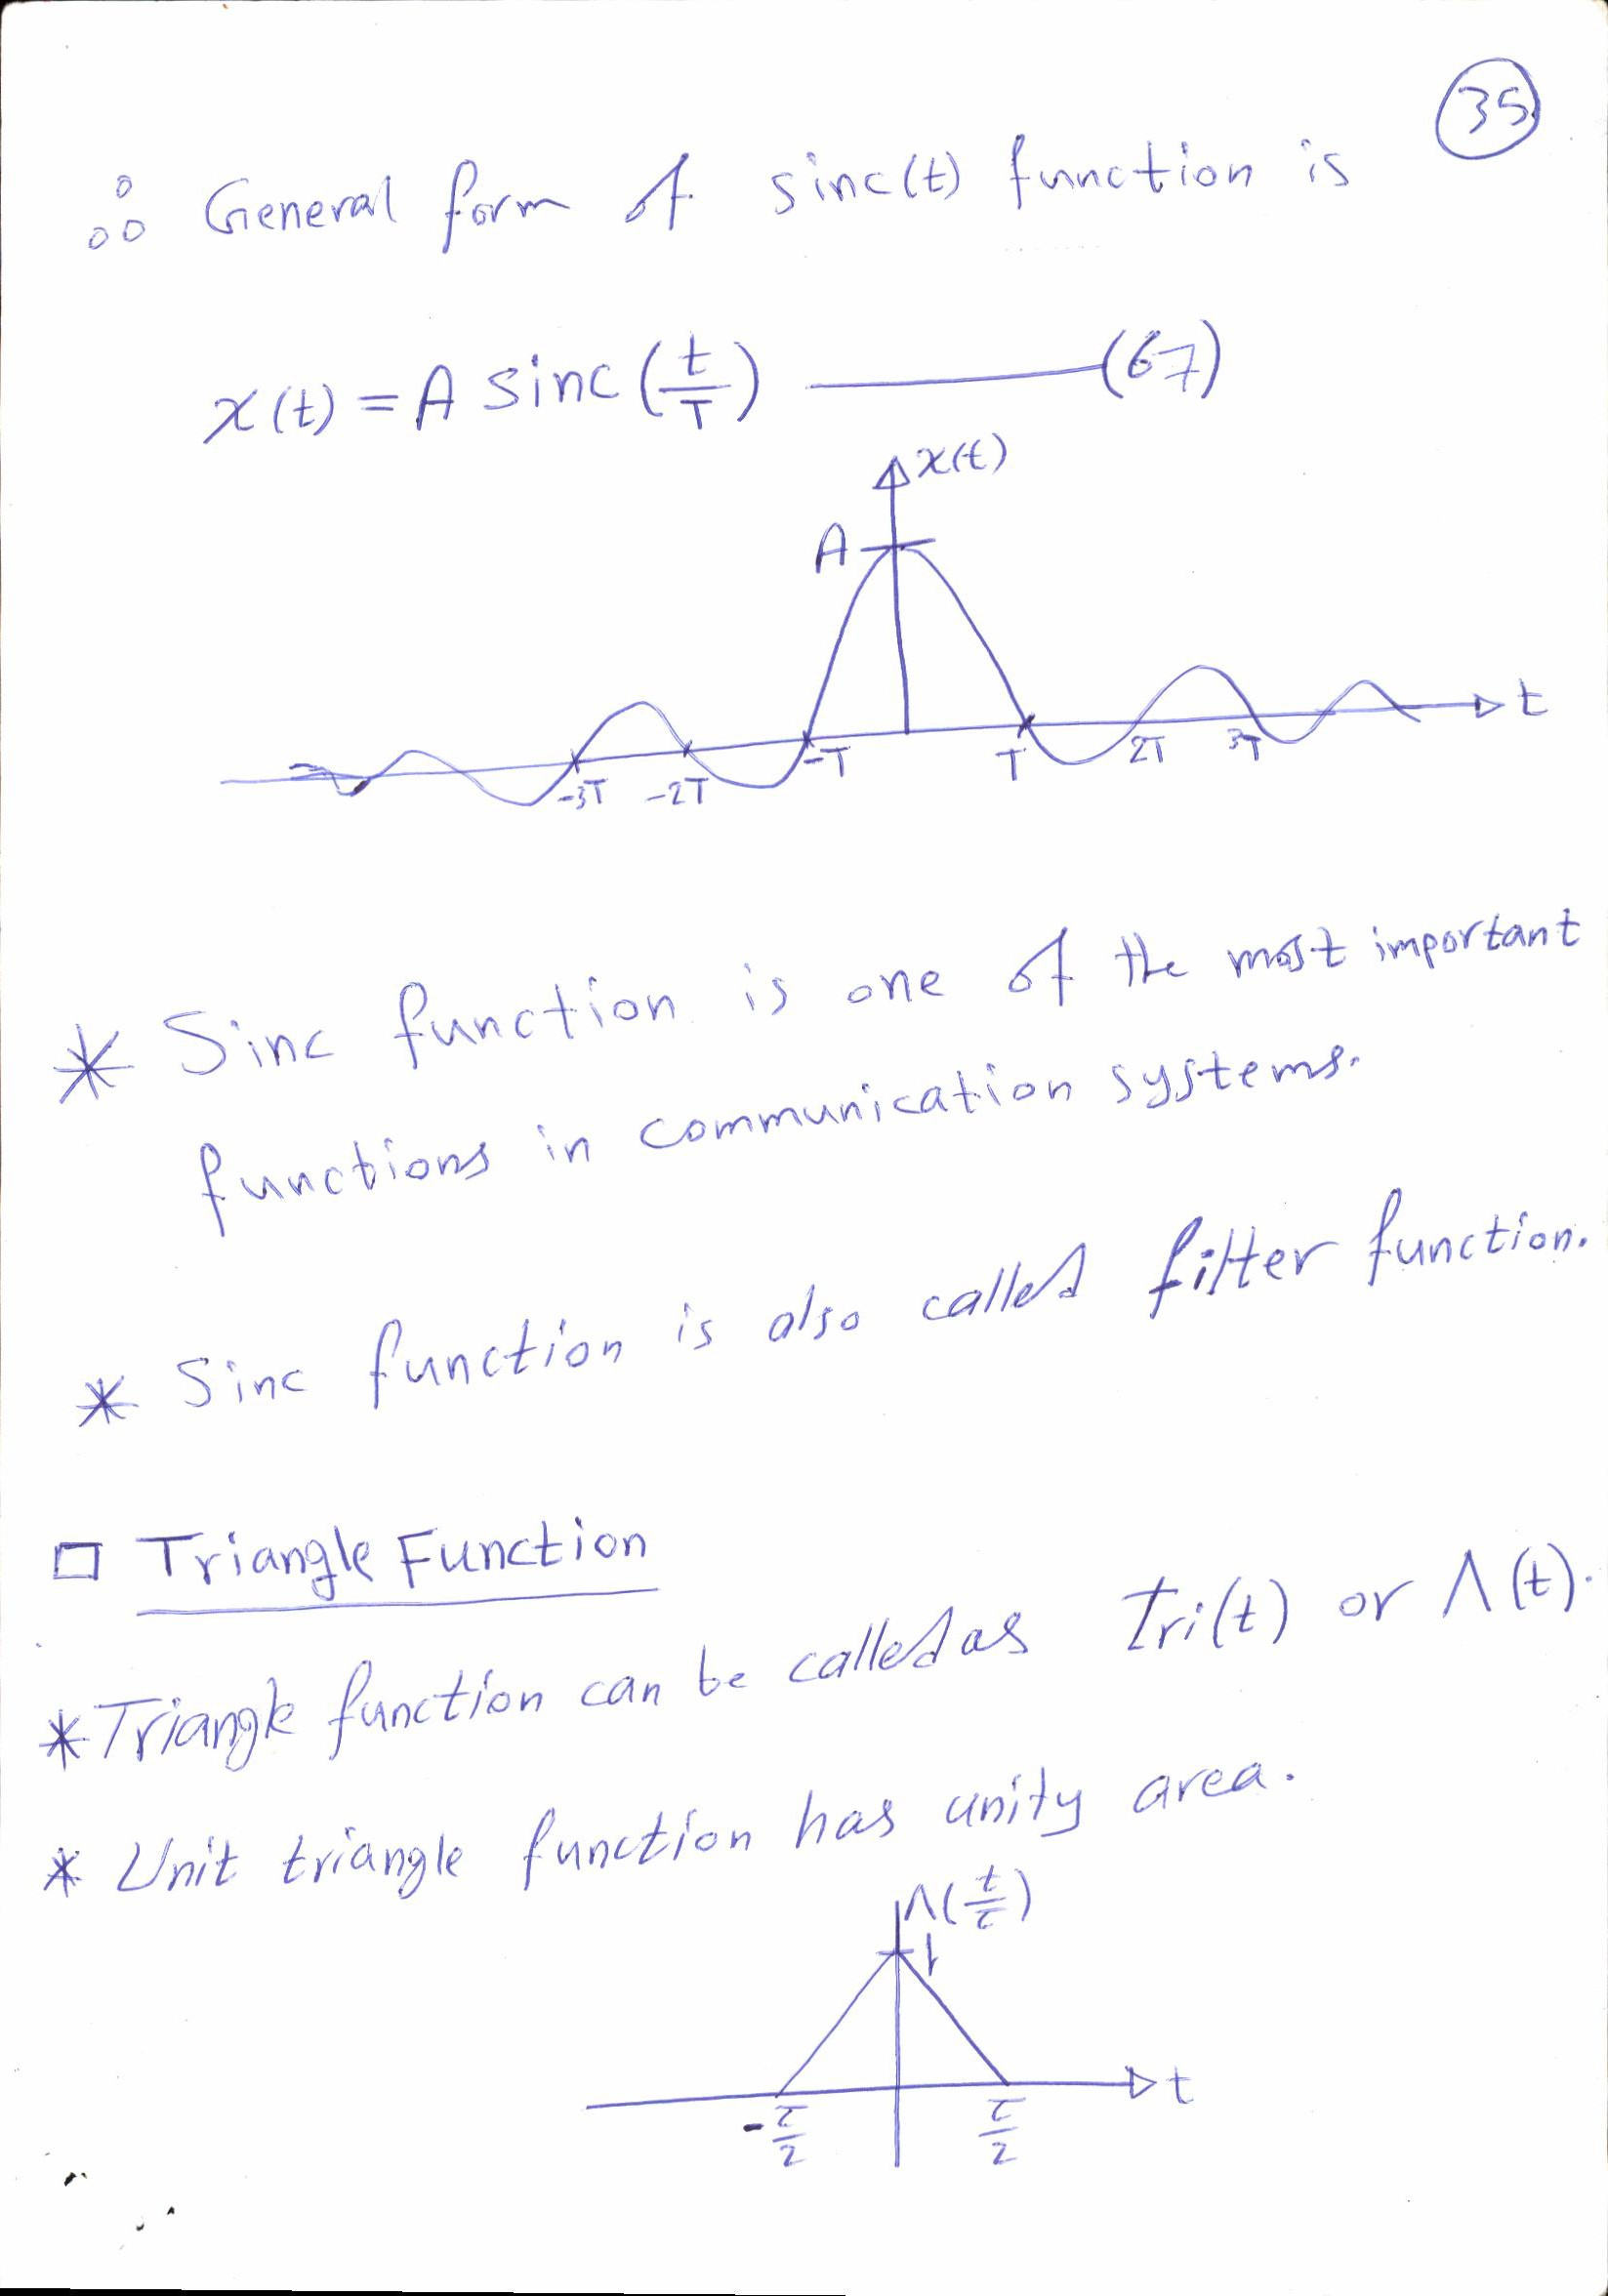 35
∴ General form of sinc(t) function is
x(t) = A sinc(t/T) ———(67)
x(t)
A
t
-3T -2T -T T 2T 3T
* Sinc function is one of the most important
functions in communication systems.
* Sinc function is also called filter function.
□ Triangle Function
* Triangle function can be called as Tri(t) or Λ(t).
* Unit triangle function has unity area.
Λ(t/τ)
1
t
-τ/2 τ/2